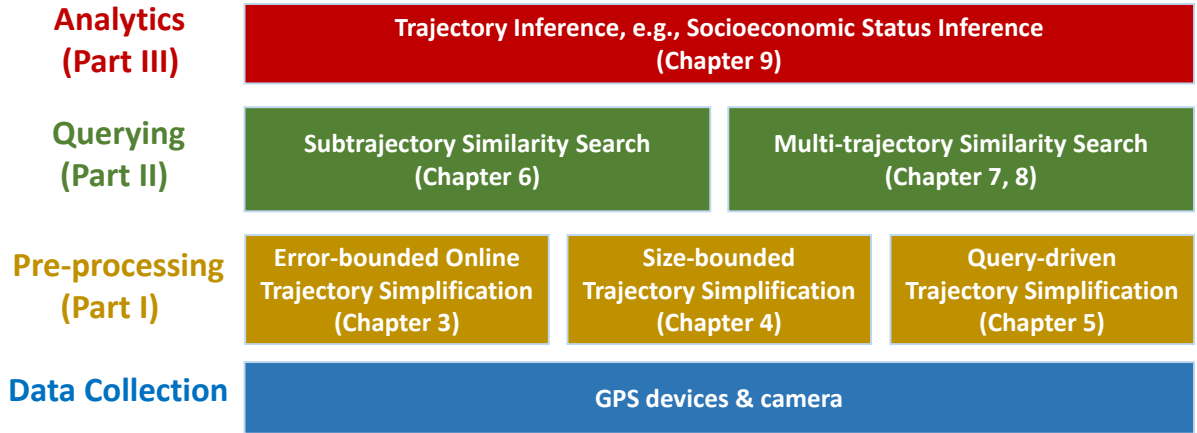 Analytics
(Part III)
Trajectory Inference, e.g., Socioeconomic Status Inference
(Chapter 9)
Querying
(Part II)
Subtrajectory Similarity Search
(Chapter 6)
Multi-trajectory Similarity Search
(Chapter 7, 8)
Pre-processing
(Part I)
Error-bounded Online
Trajectory Simplification
(Chapter 3)
Size-bounded
Trajectory Simplification
(Chapter 4)
Query-driven
Trajectory Simplification
(Chapter 5)
Data Collection
GPS devices & camera